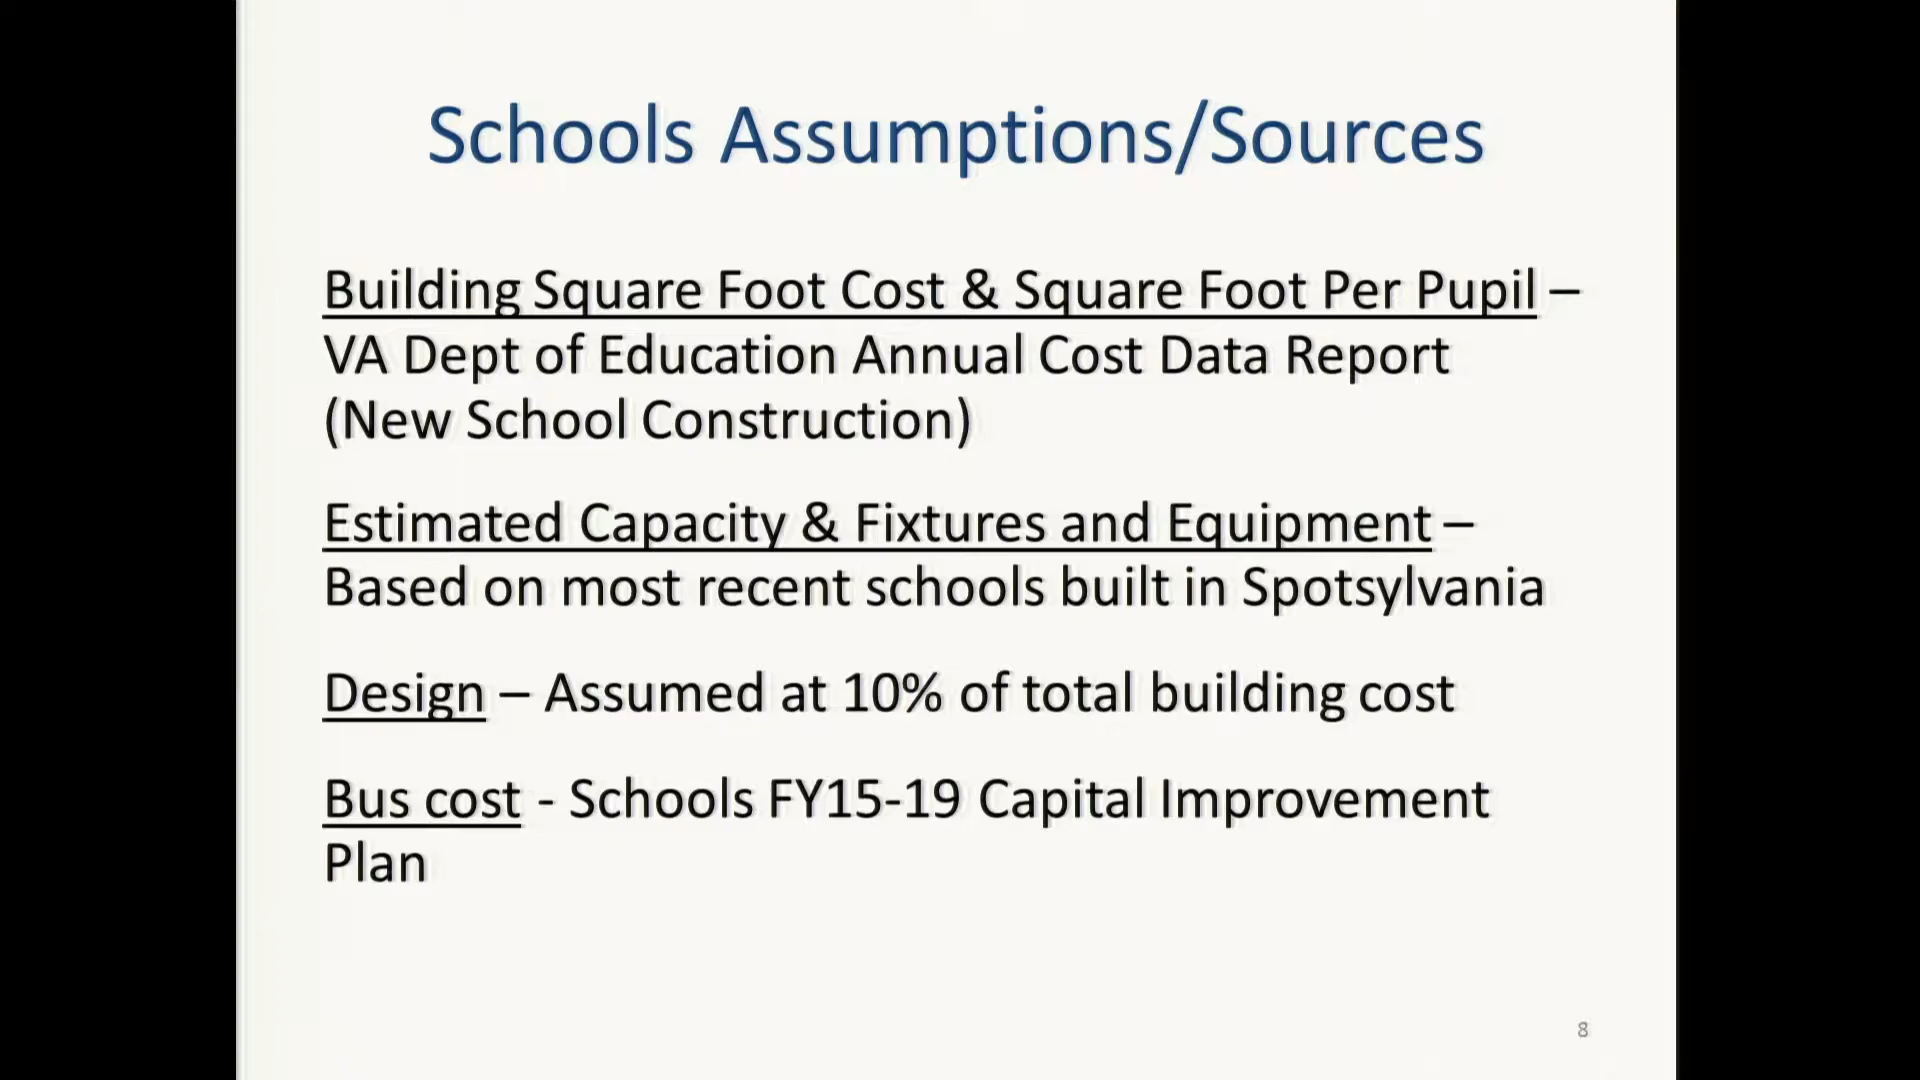 Schools Assumptions/Sources
Building Square Foot Cost & Square Foot Per Pupil –
VA Dept of Education Annual Cost Data Report
(New School Construction)
Estimated Capacity & Fixtures and Equipment –
Based on most recent schools built in Spotsylvania
Design – Assumed at 10% of total building cost
Bus cost - Schools FY15-19 Capital Improvement
Plan
8